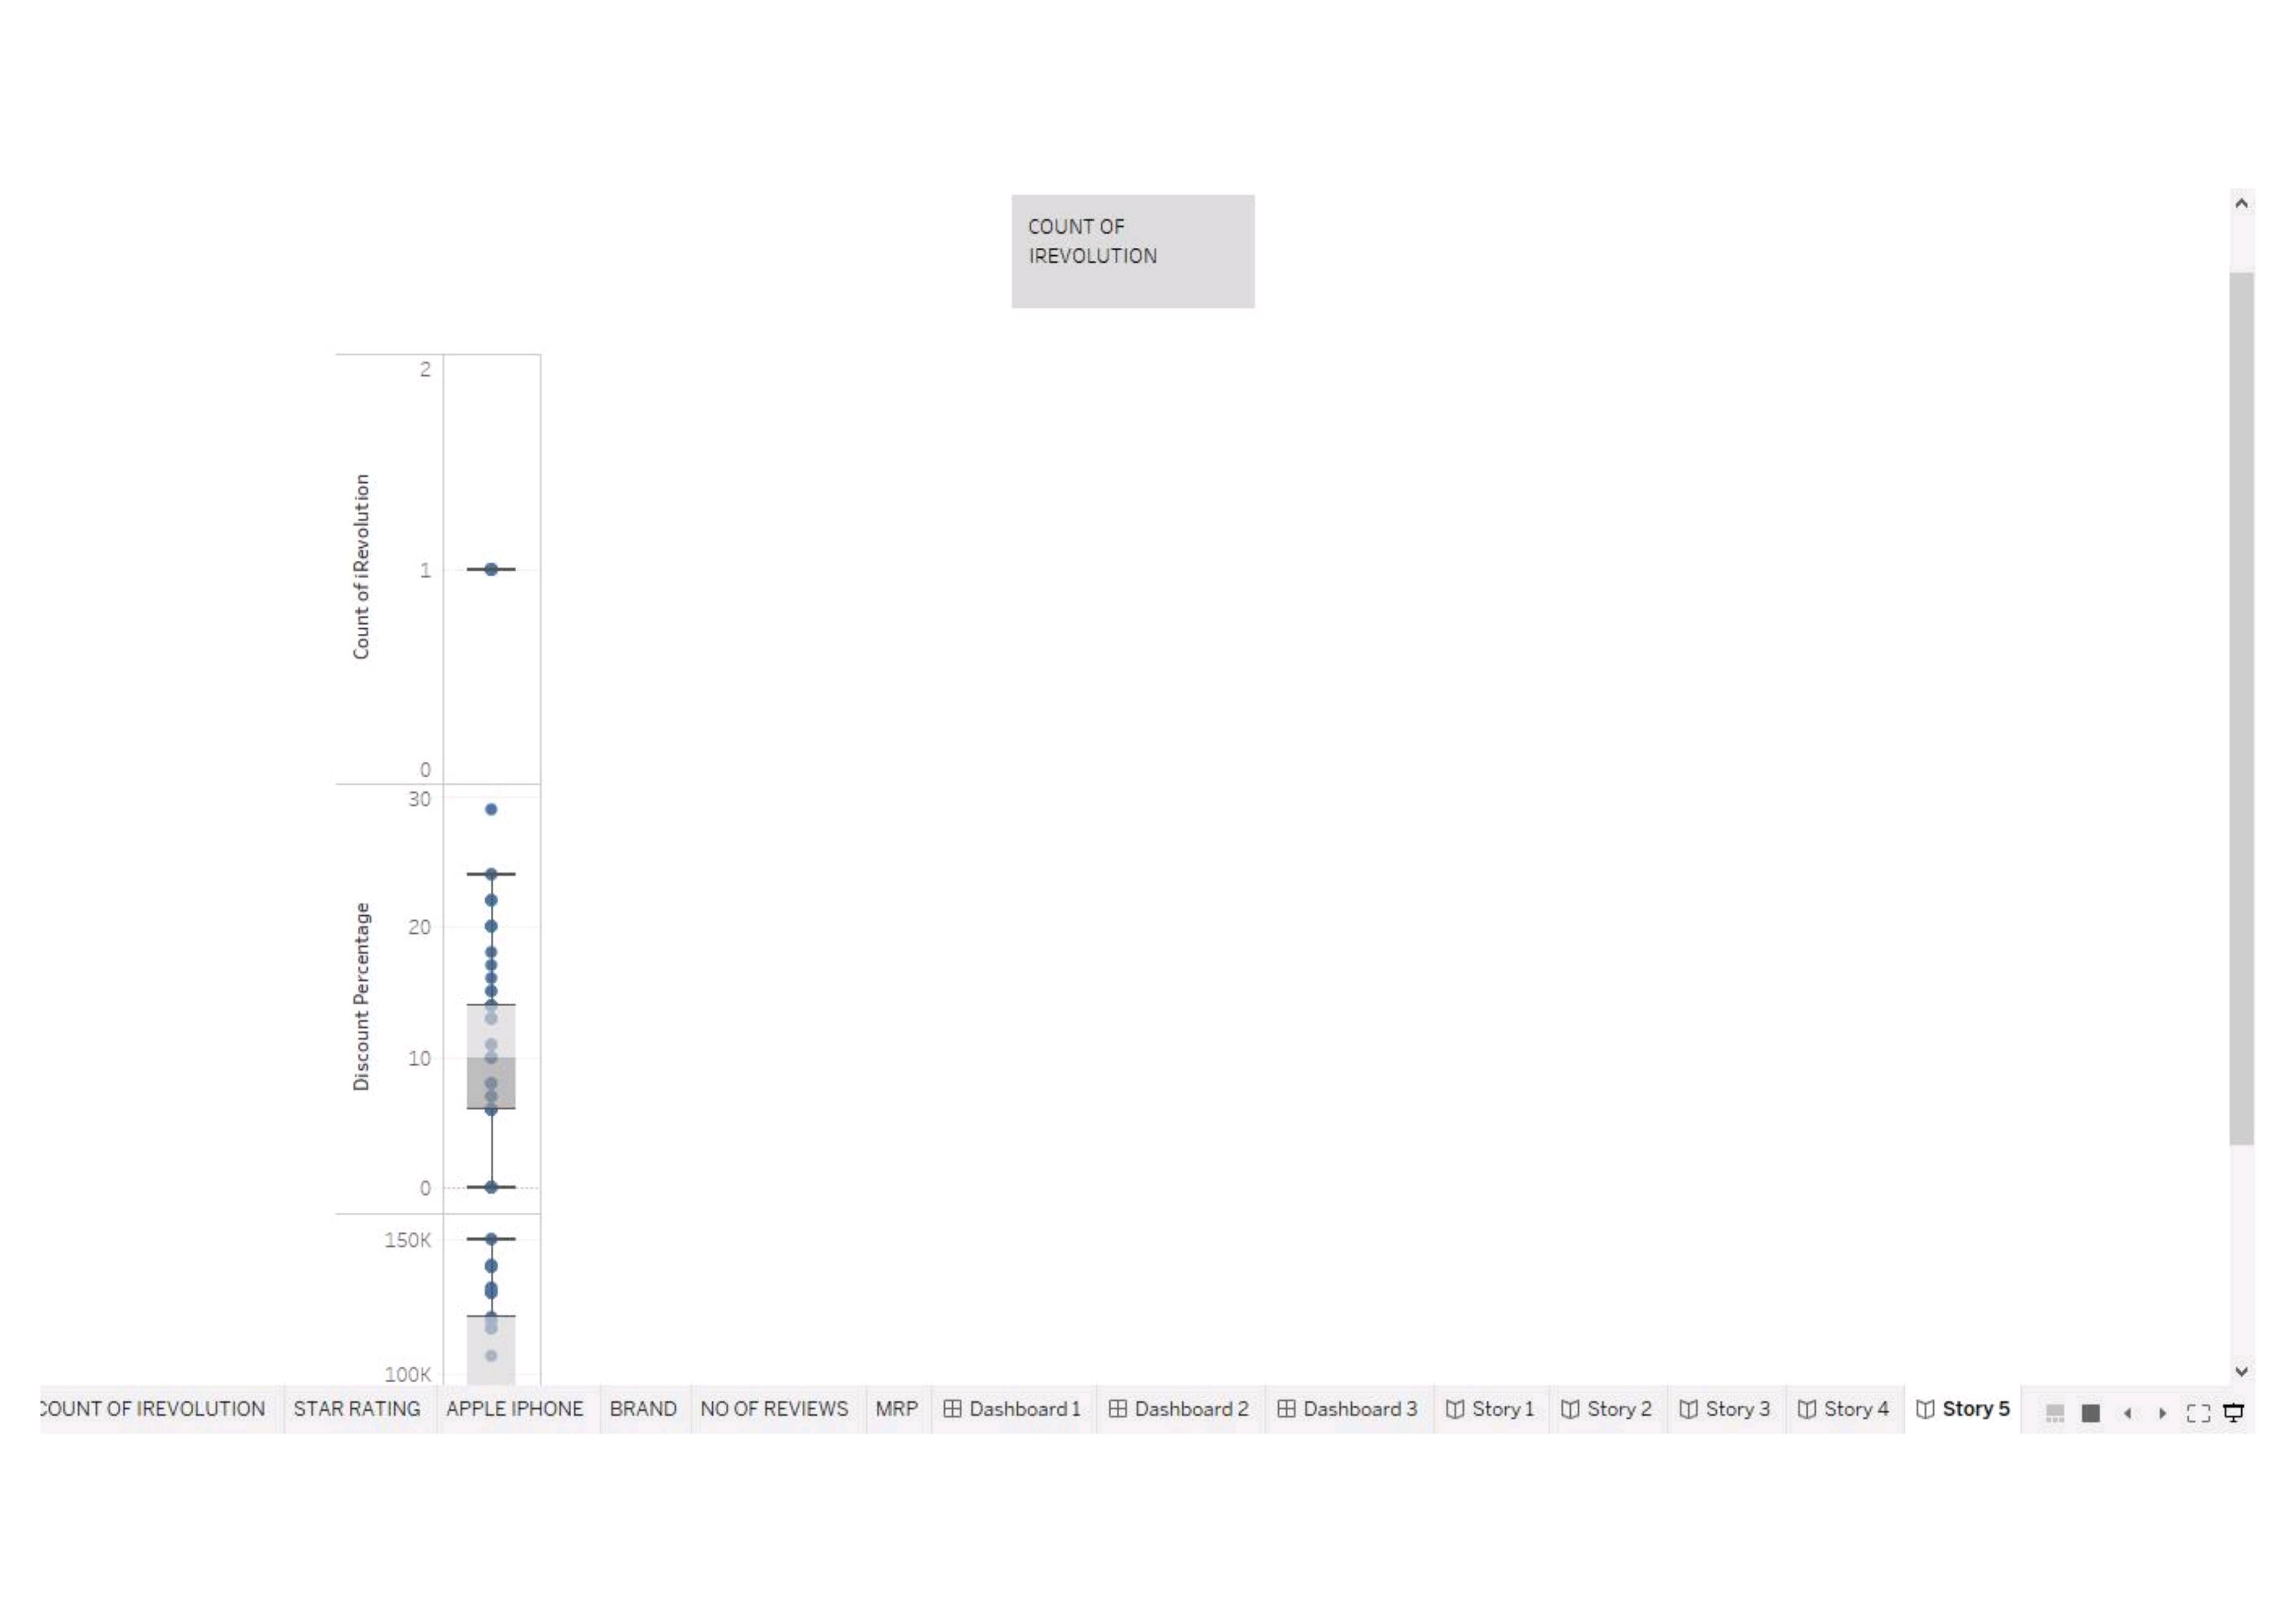 COUNT OF
IREVOLUTION
2
Count of iRevolution
1
0
30
20
Discount Percentage
10
0
150K
100K
COUNT OF IREVOLUTION STAR RATING APPLE IPHONE BRAND NO OF REVIEWS MRP Dashboard 1 Dashboard 2 Dashboard 3 Story 1 Story 2 Story 3 Story 4 Story 5